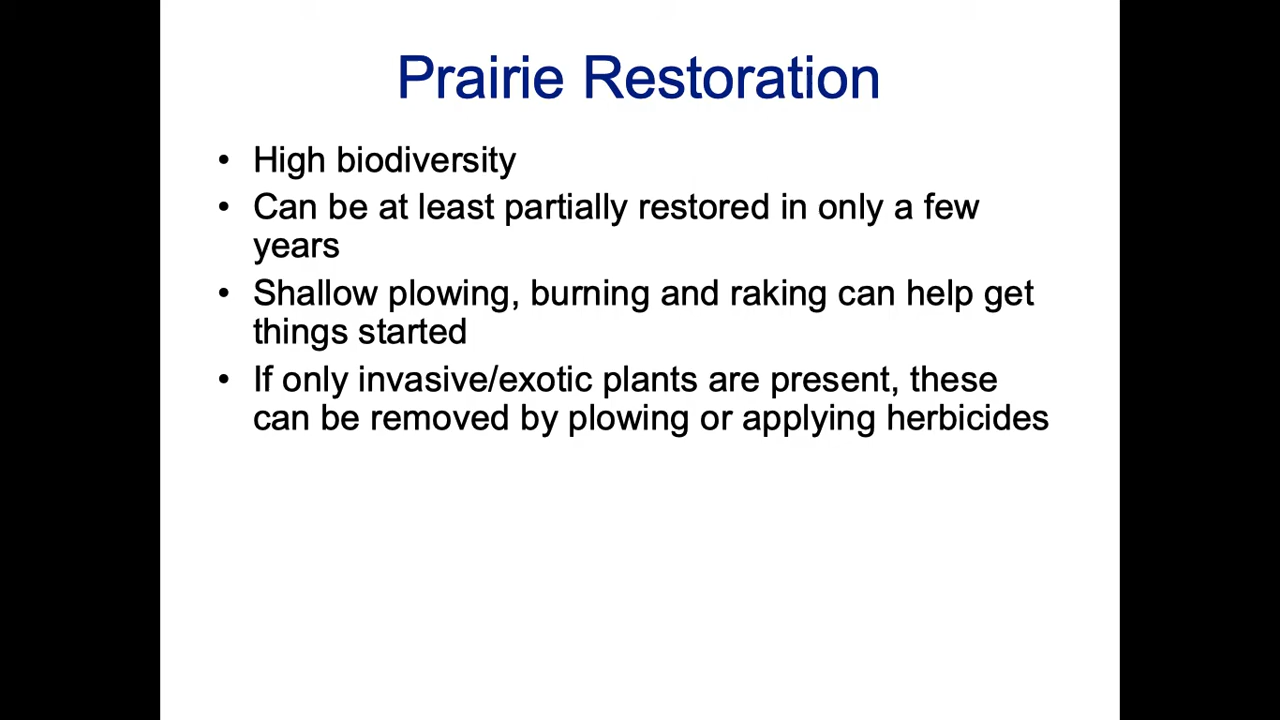 Prairie Restoration
• High biodiversity
• Can be at least partially restored in only a few
years
• Shallow plowing, burning and raking can help get
things started
• If only invasive/exotic plants are present, these
can be removed by plowing or applying herbicides